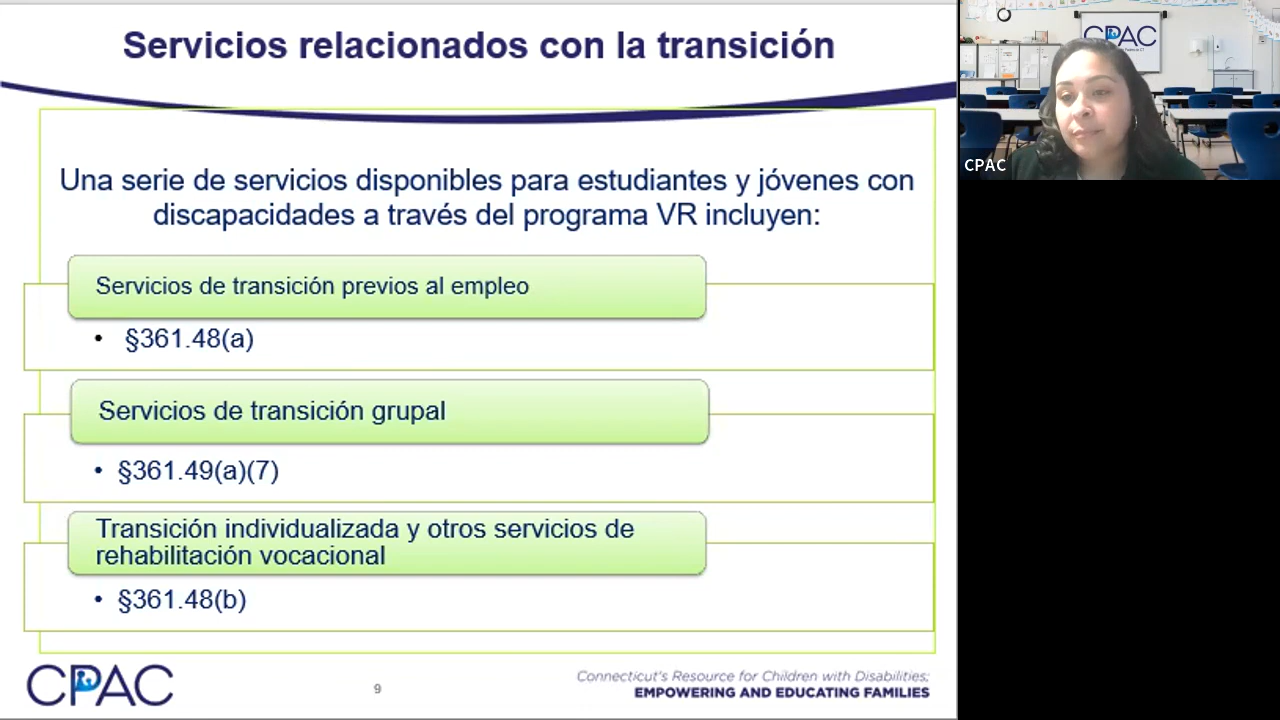 Servicios relacionados con la transición
Una serie de servicios disponibles para estudiantes y jóvenes con
discapacidades a través del programa VR incluyen:
Servicios de transición previos al empleo
• §361.48(a)
Servicios de transición grupal
• §361.49(a)(7)
Transición individualizada y otros servicios de
rehabilitación vocacional
• §361.48(b)
CPAC
9
Connecticut's Resource for Children with Disabilities;
EMPOWERING AND EDUCATING FAMILIES
CPAC
CPAC